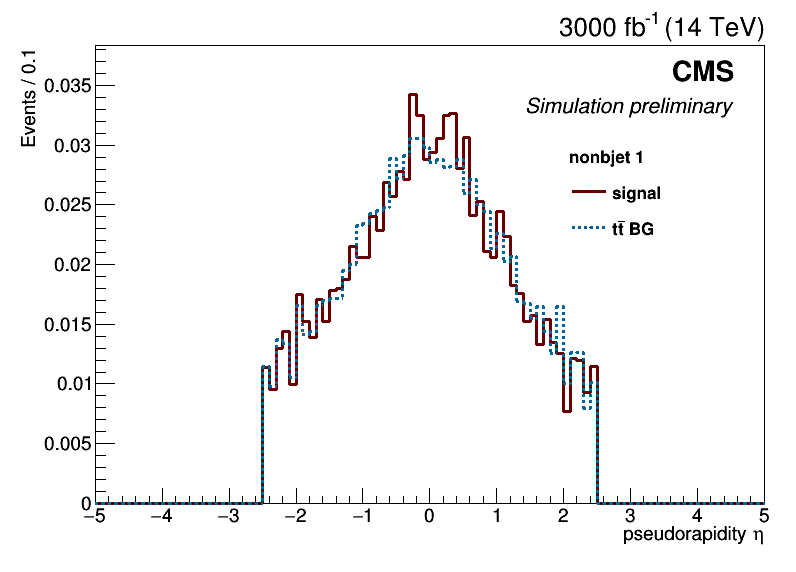 3000 fb⁻¹ (14 TeV)
Events / 0.1
CMS
Simulation preliminary
nonbjet 1
signal
tt̄ BG
0.035
0.03
0.025
0.02
0.015
0.01
0.005
0
−5 −4 −3 −2 −1 0 1 2 3 4 5
pseudorapidity η